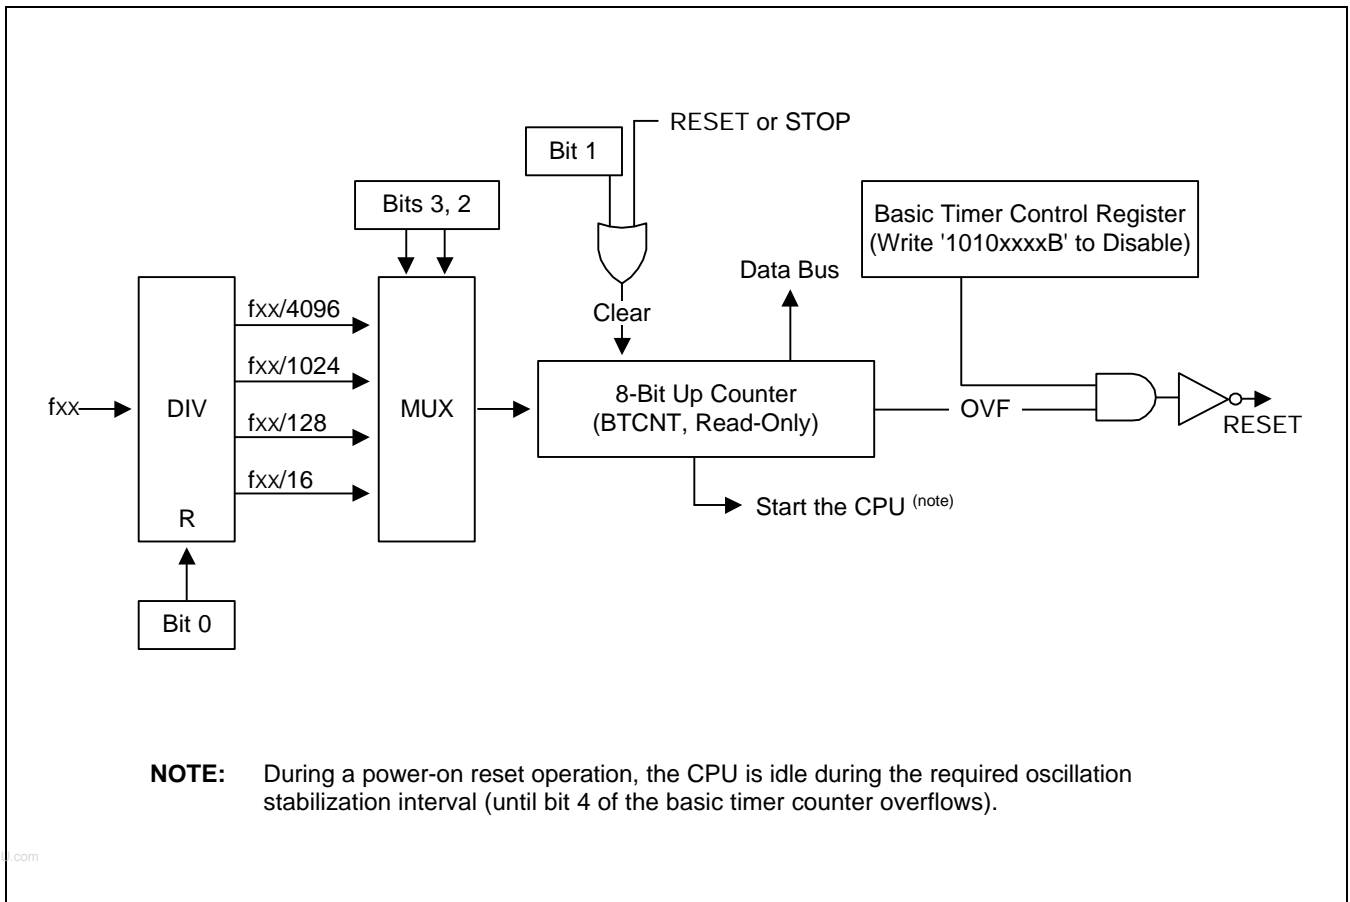 RESET or STOP
Bit 1
Bits 3, 2
Basic Timer Control Register
(Write '1010xxxxB' to Disable)
Data Bus
Clear
fxx/4096
fxx/1024
fxx/128
fxx/16
fxx
DIV
R
MUX
8-Bit Up Counter
(BTCNT, Read-Only)
OVF
RESET
Start the CPU (note)
Bit 0
NOTE: During a power-on reset operation, the CPU is idle during the required oscillation
stabilization interval (until bit 4 of the basic timer counter overflows).
U.com